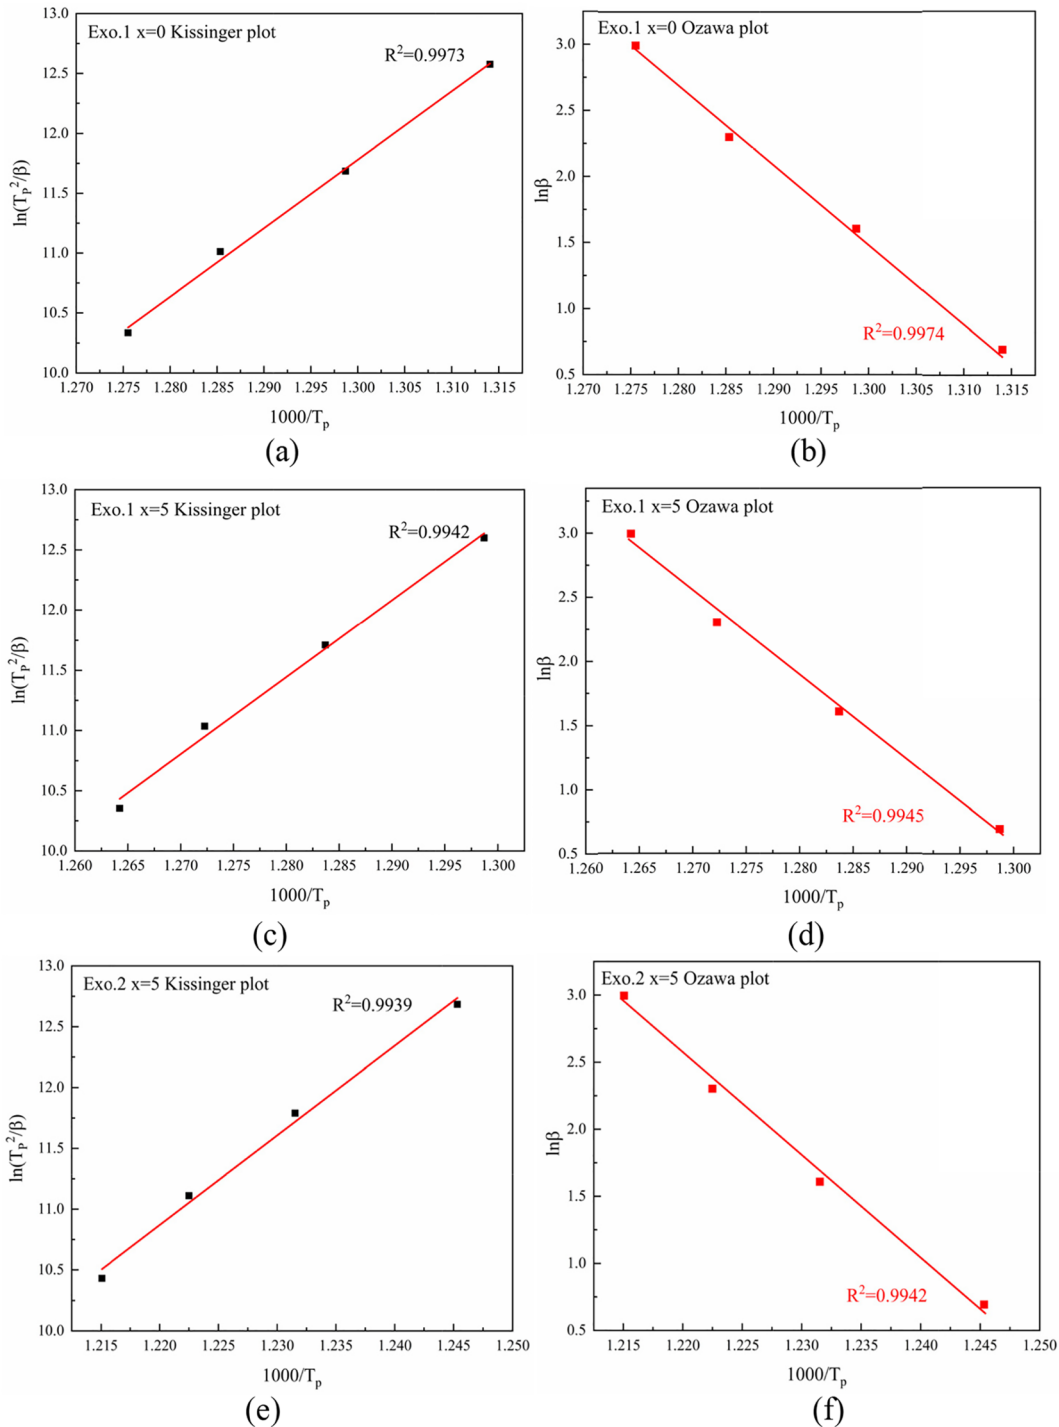 Exo.1 x=0 Kissinger plot
R²=0.9973
ln(T_P²/β)
13.0
12.5
12.0
11.5
11.0
10.5
10.0
1.270 1.275 1.280 1.285 1.290 1.295 1.300 1.305 1.310 1.315
1000/T_p
(a)
Exo.1 x=0 Ozawa plot
R²=0.9974
lnβ
3.0
2.5
2.0
1.5
1.0
0.5
1.270 1.275 1.280 1.285 1.290 1.295 1.300 1.305 1.310 1.315
1000/T_p
(b)
Exo.1 x=5 Kissinger plot
R²=0.9942
ln(T_P²/β)
13.0
12.5
12.0
11.5
11.0
10.5
10.0
1.260 1.265 1.270 1.275 1.280 1.285 1.290 1.295 1.300
1000/T_p
(c)
Exo.1 x=5 Ozawa plot
R²=0.9945
lnβ
3.0
2.5
2.0
1.5
1.0
0.5
1.260 1.265 1.270 1.275 1.280 1.285 1.290 1.295 1.300
1000/T_p
(d)
Exo.2 x=5 Kissinger plot
R²=0.9939
ln(T_P²/β)
13.0
12.5
12.0
11.5
11.0
10.5
10.0
1.215 1.220 1.225 1.230 1.235 1.240 1.245 1.250
1000/T_p
(e)
Exo.2 x=5 Ozawa plot
R²=0.9942
lnβ
3.0
2.5
2.0
1.5
1.0
0.5
1.215 1.220 1.225 1.230 1.235 1.240 1.245 1.250
1000/T_p
(f)